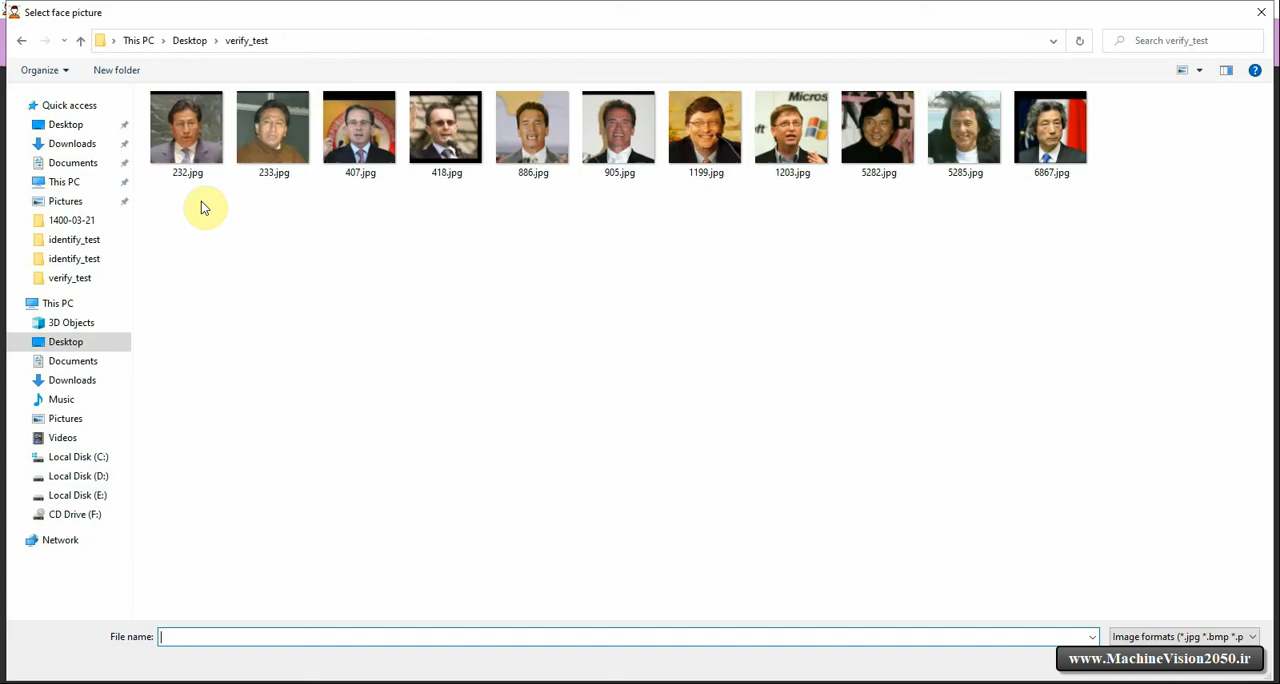 Select face picture
This PC > Desktop > verify_test
Search verify_test
Organize
New folder
Quick access
Desktop
Downloads
Documents
This PC
Pictures
1400-03-21
identify_test
identify_test
verify_test
This PC
3D Objects
Desktop
Documents
Downloads
Music
Pictures
Videos
Local Disk (C:)
Local Disk (D:)
Local Disk (E:)
CD Drive (F:)
Network
Micros
ft
232.jpg 233.jpg 407.jpg 418.jpg 886.jpg 905.jpg 1199.jpg 1203.jpg 5282.jpg 5285.jpg 6867.jpg
File name:
Image formats (*.jpg *.bmp *.p
www.MachineVision2050.ir